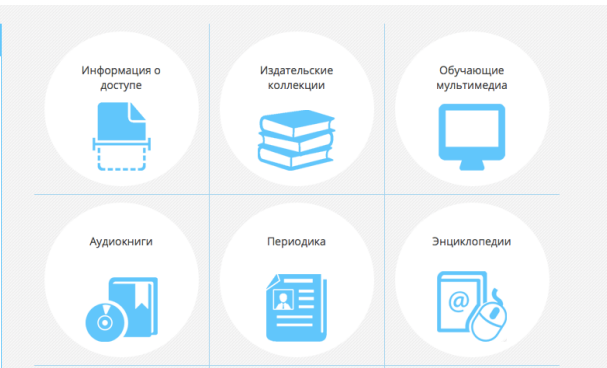 Информация о
доступе
Издательские
коллекции
Обучающие
мультимедиа
Аудиокниги
Периодика
Энциклопедии
@